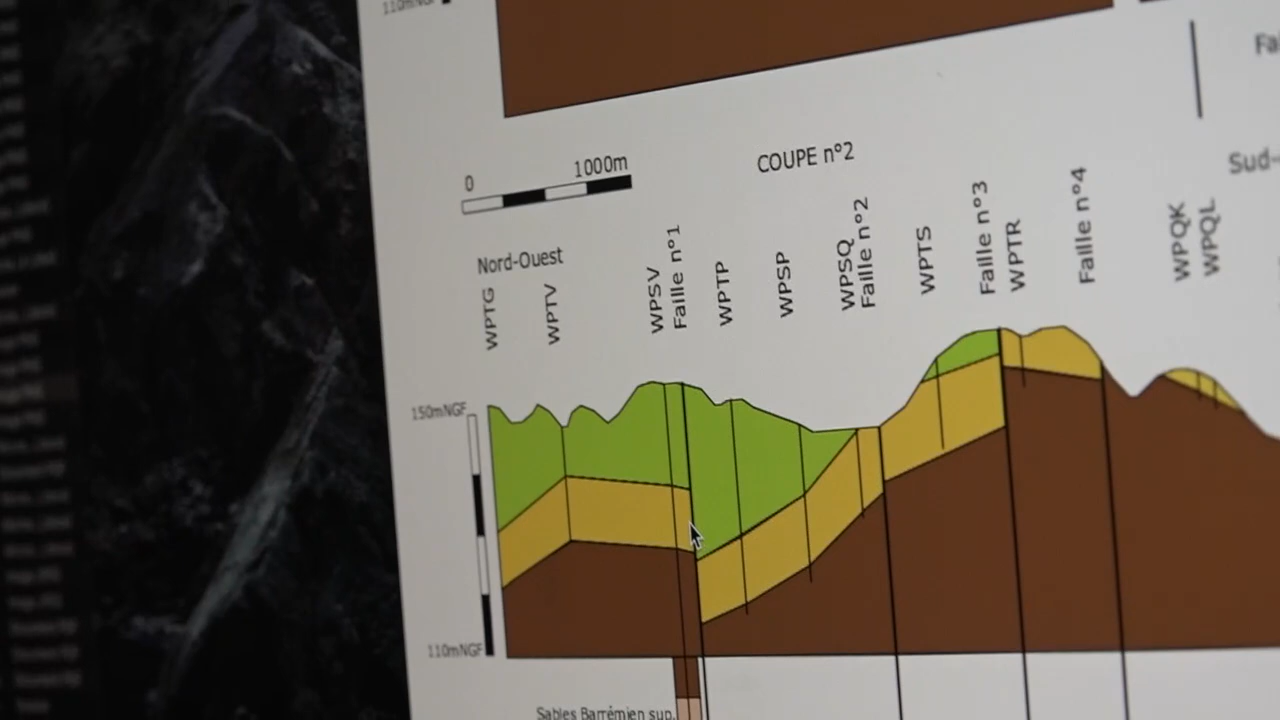 110mNGF
Fa
0
1000m
COUPE n°2
Sud-
Nord-Ouest
WPTG
WPTV
WPSV
Faille n°1
WPTP
WPSP
WPSQ
Faille n°2
WPTS
Faille n°3
WPTR
Faille n°4
WPQK
WPQL
150mNGF
110mNGF
Sables Barrémien sup.